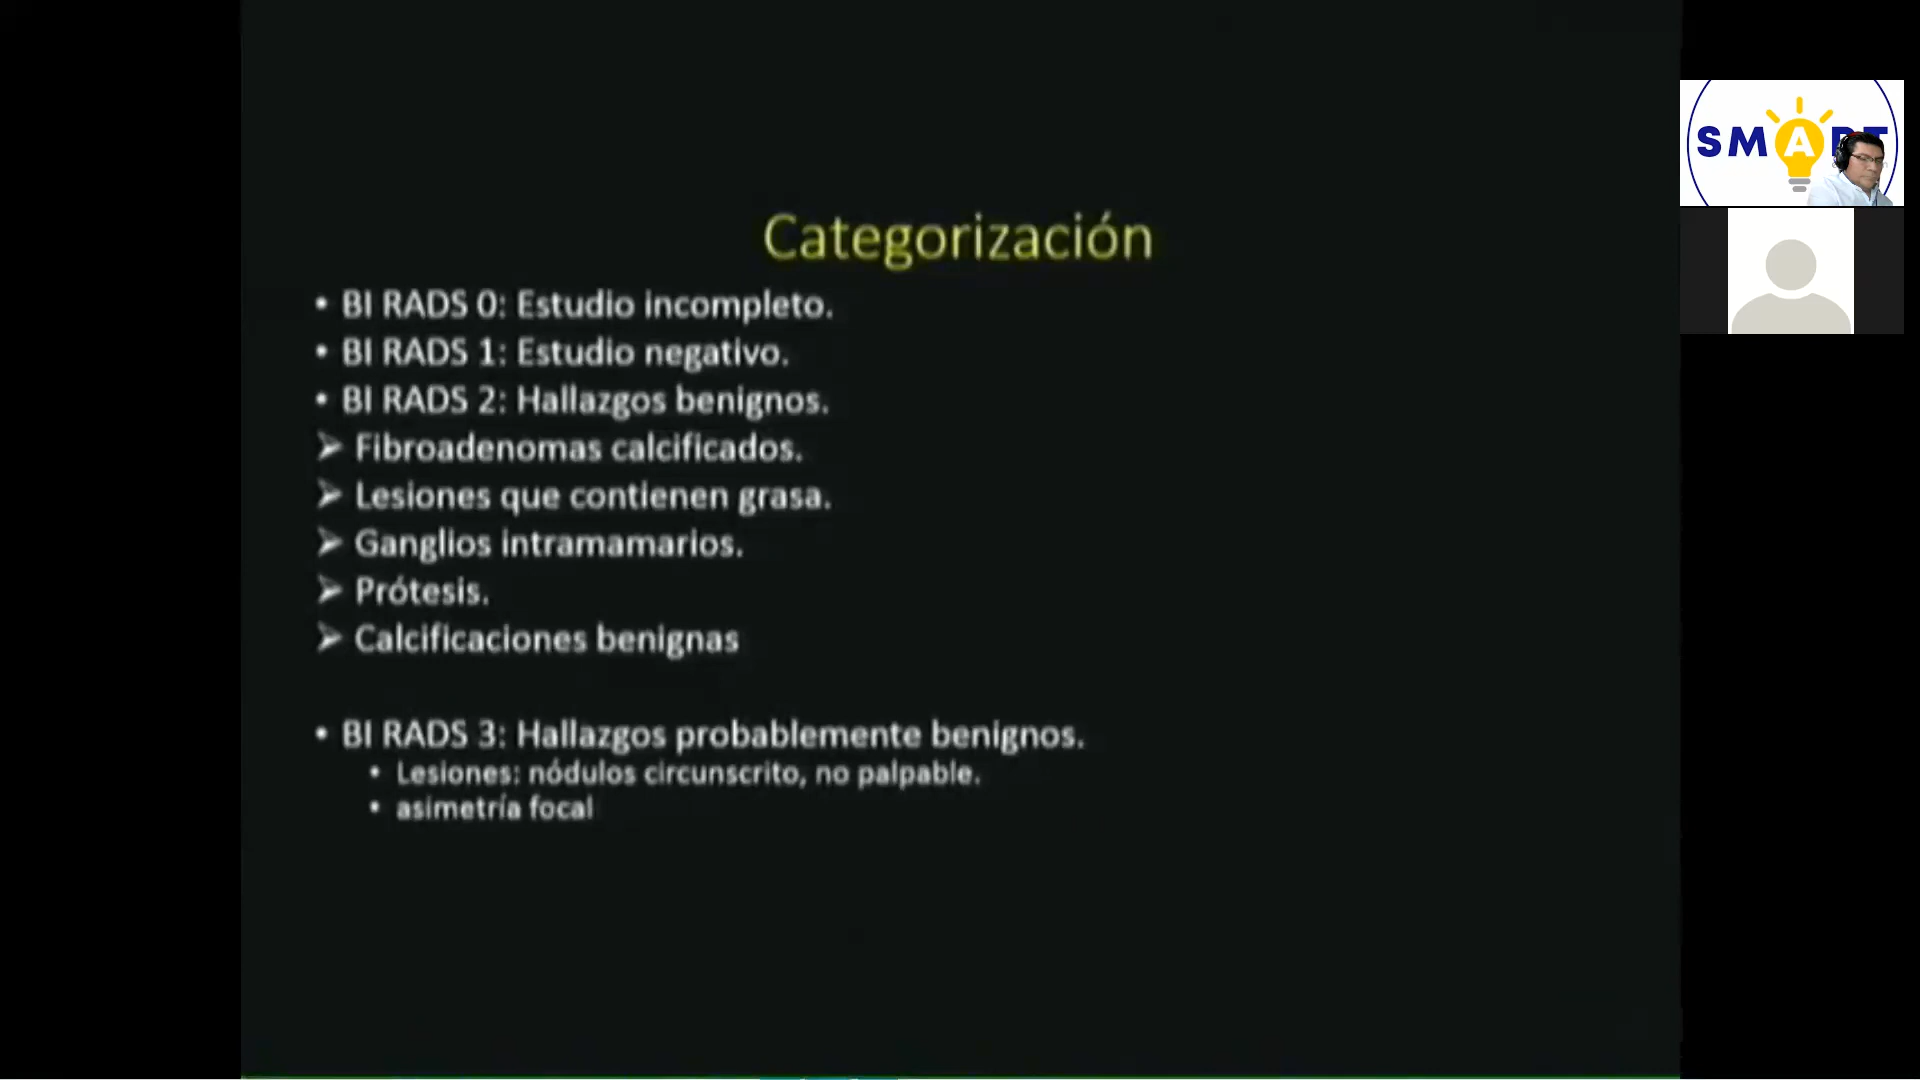 Categorización
• BI RADS 0: Estudio incompleto.
• BI RADS 1: Estudio negativo.
• BI RADS 2: Hallazgos benignos.
➢ Fibroadenomas calcificados.
➢ Lesiones que contienen grasa.
➢ Ganglios intramamarios.
➢ Prótesis.
➢ Calcificaciones benignas
• BI RADS 3: Hallazgos probablemente benignos.
• Lesiones: nódulos circunscrito, no palpable.
• asimetría focal
SMART